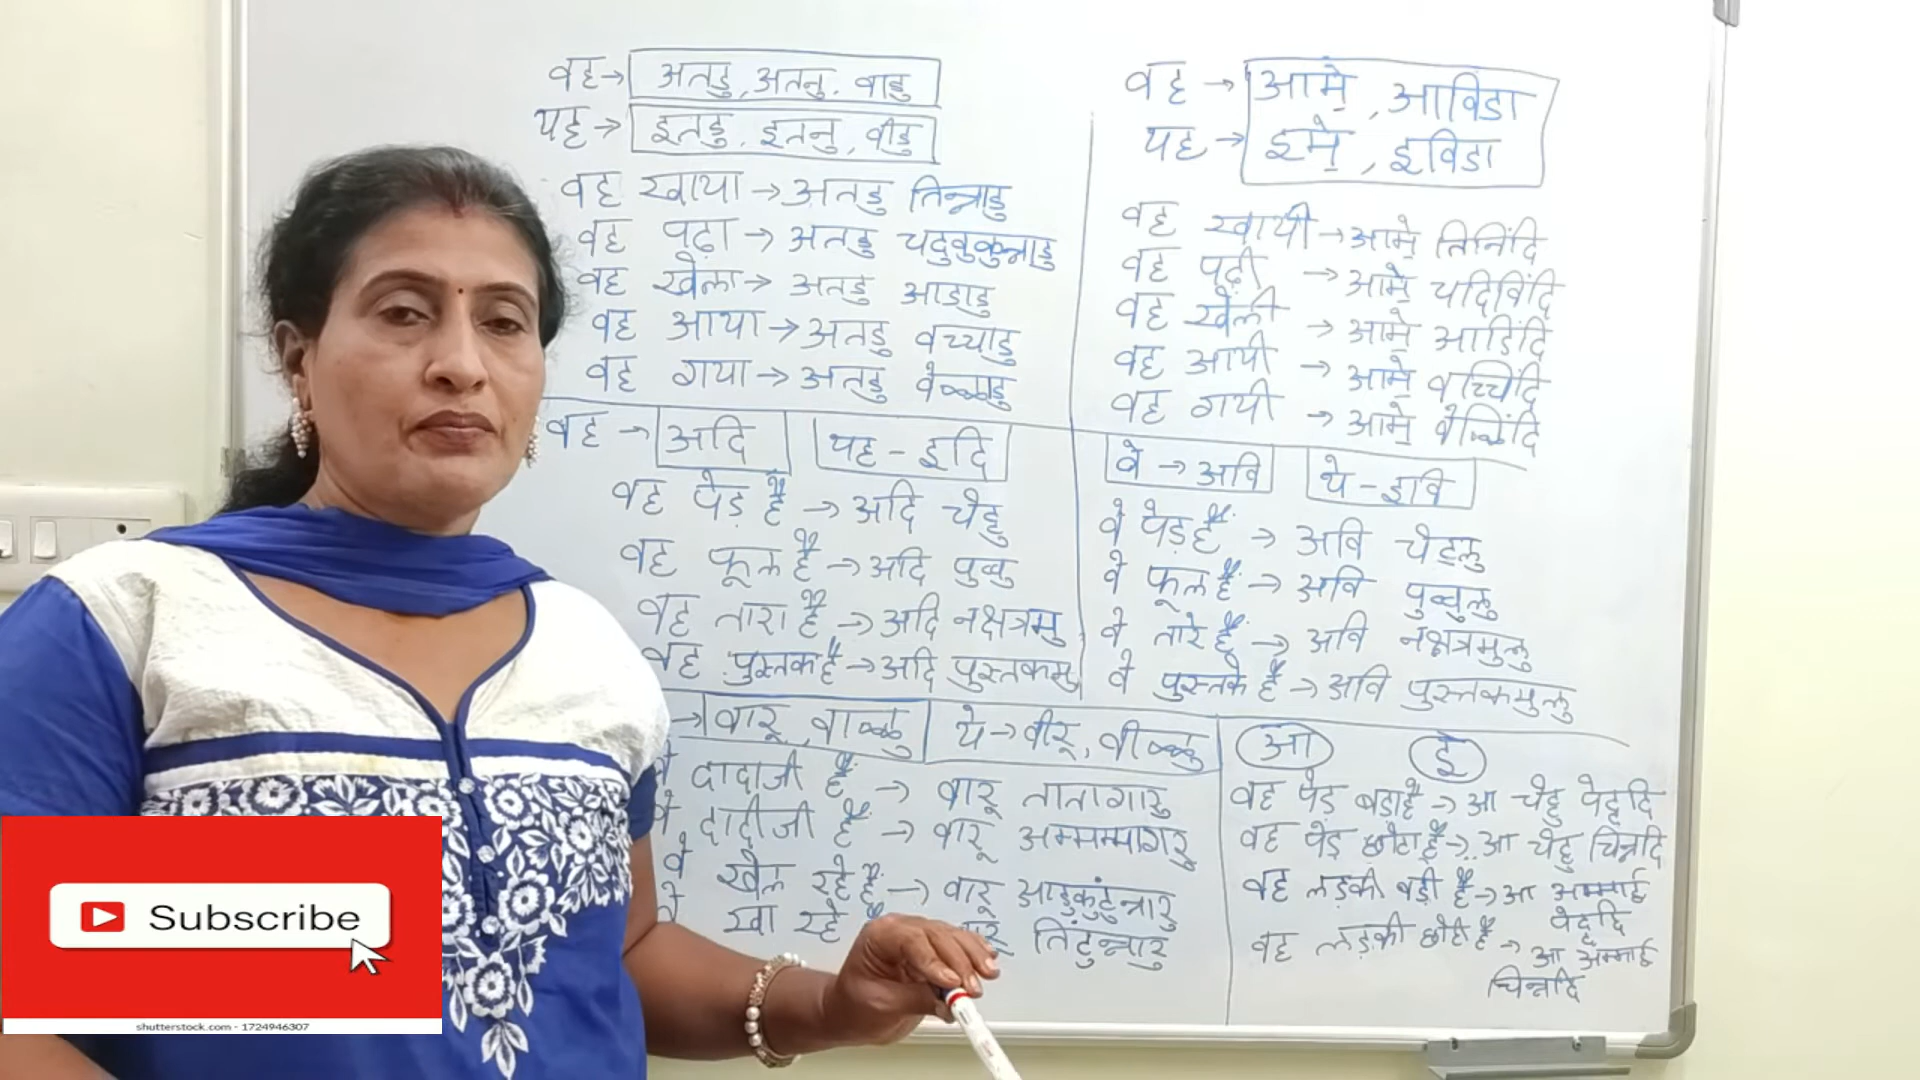 वह → अतडु, अतनु, वाडु
यह → इतडु, इतनु, वीडु
वह खाया → अतडु तिन्नाडु
वह पढ़ा → अतडु चदुवुकुन्नाडु
वह खेला → अतडु आडाडु
वह आया → अतडु वच्चाडु
वह गया → अतडु वेळ्ळाडु
वह → आमे, आविडा
यह → इमे, इविडा
वह खायी → आमे तिनिंदि
वह पढ़ी → आमे चदिविंदि
वह खेली → आमे आडिंदि
वह आयी → आमे वच्चिंदि
वह गयी → आमे वेळ्ळिंदि
वह → अदि यह - इदि
वह पेड़ है → अदि चेट्टु
वह फूल है → अदि पुव्वु
वह तारा है → अदि नक्षत्रमु
वह पुस्तक है → अदि पुस्तकमु
वे → अवि ये - इवि
वे पेड़ हैं → अवि चेट्लु
वे फूल हैं → अवि पुव्वुलु
वे तारे हैं → अवि नक्षत्रमुलु
वे पुस्तके हैं → अवि पुस्तकमुलु
→ वारू, वाळ्ळु ये → वीरू, वीळ्ळु
वे दादाजी हैं → वारू तातागारु
वे दादीजी हैं → वारू अम्मम्मागारु
वे खेल रहे हैं → वारू आडुकुंटुन्नारु
वे खा रहे तिंटुन्नारु
आ ई
वह पेड़ बड़ा है → आ चेट्टु पेद्ददि
वह पेड़ छोटा है → आ चेट्टु चिन्नदि
वह लड़की बड़ी है → आ अम्माई
पेद्ददि
वह लड़की छोटी है → आ अम्माई
चिन्नदि
Subscribe
shutterstock.com · 1724946307